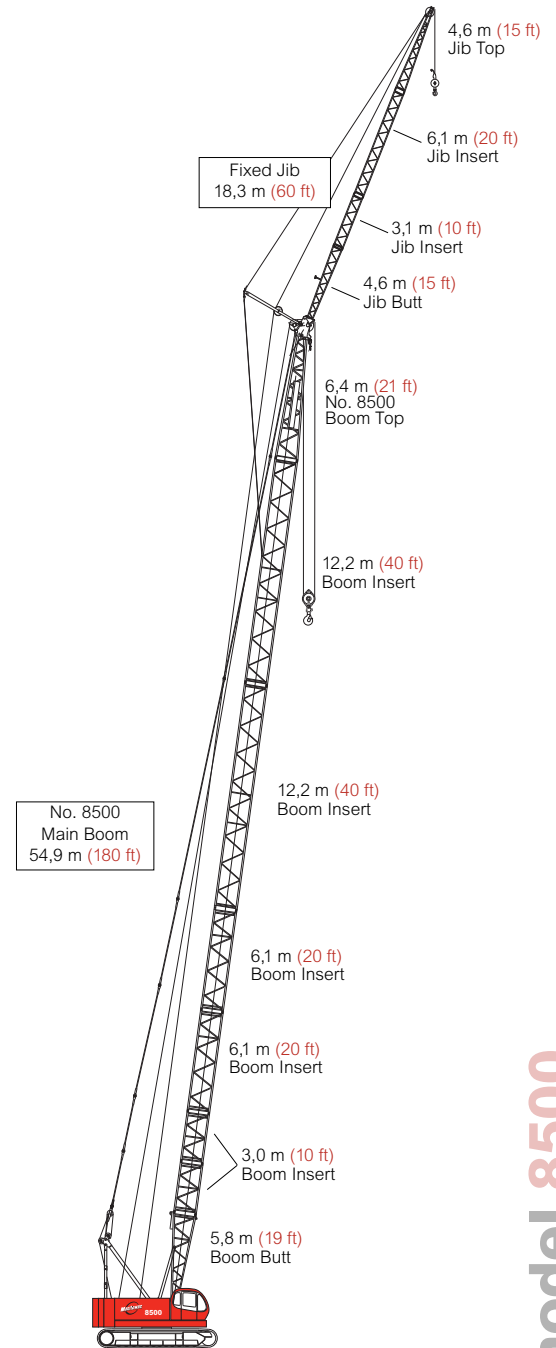 4,6 m (15 ft)
Jib Top
6,1 m (20 ft)
Jib Insert
Fixed Jib
18,3 m (60 ft)
3,1 m (10 ft)
Jib Insert
4,6 m (15 ft)
Jib Butt
6,4 m (21 ft)
No. 8500
Boom Top
12,2 m (40 ft)
Boom Insert
12,2 m (40 ft)
Boom Insert
No. 8500
Main Boom
54,9 m (180 ft)
6,1 m (20 ft)
Boom Insert
6,1 m (20 ft)
Boom Insert
3,0 m (10 ft)
Boom Insert
5,8 m (19 ft)
Boom Butt
Manitowoc
8500
model 8500